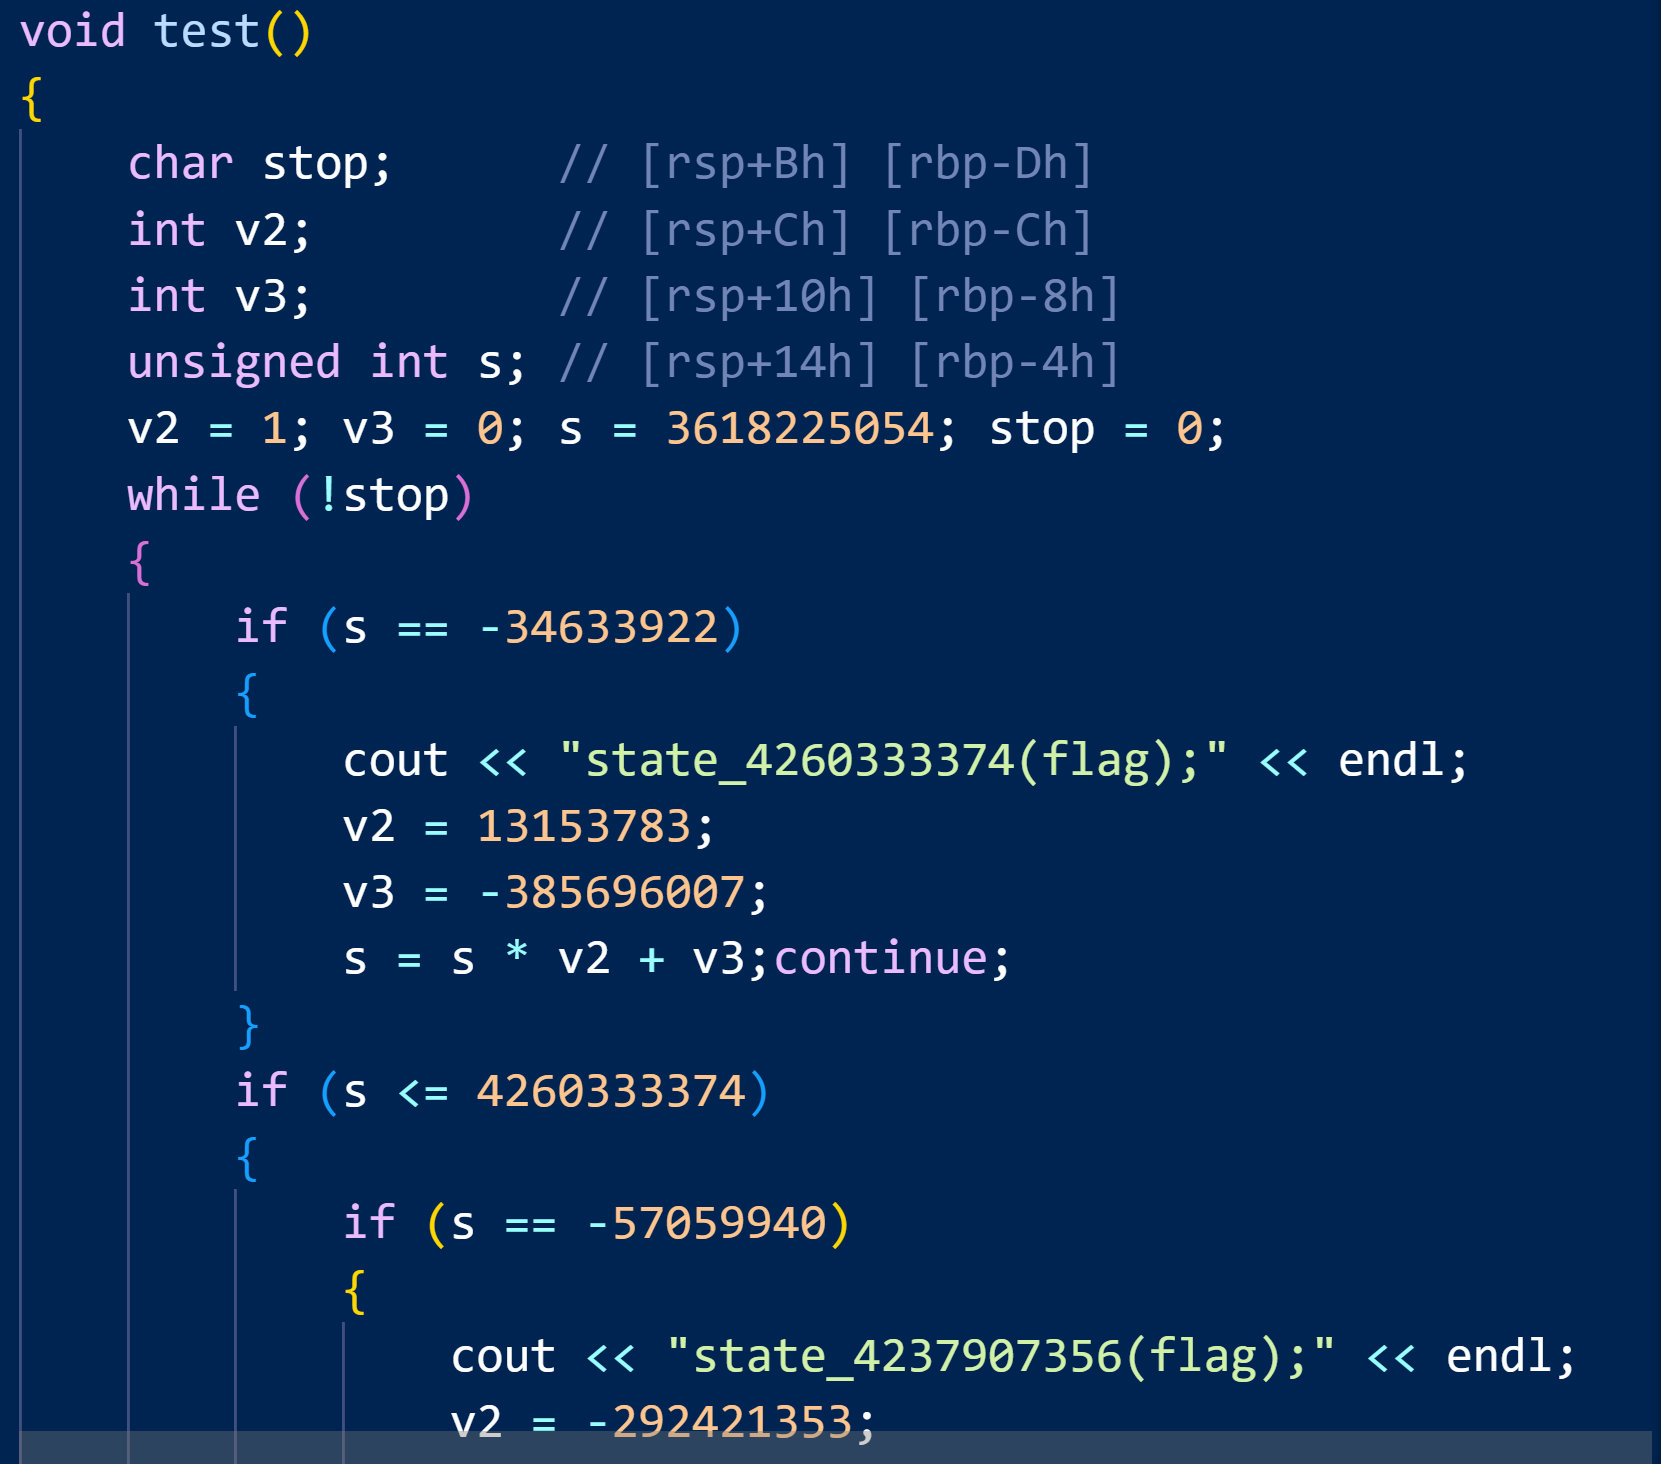 void test()
{
    char stop;      // [rsp+Bh] [rbp-Dh]
    int v2;         // [rsp+Ch] [rbp-Ch]
    int v3;         // [rsp+10h] [rbp-8h]
    unsigned int s; // [rsp+14h] [rbp-4h]
    v2 = 1; v3 = 0; s = 3618225054; stop = 0;
    while (!stop)
    {
        if (s == -34633922)
        {
            cout << "state_4260333374(flag);" << endl;
            v2 = 13153783;
            v3 = -385696007;
            s = s * v2 + v3;continue;
        }
        if (s <= 4260333374)
        {
            if (s == -57059940)
            {
                cout << "state_4237907356(flag);" << endl;
                v2 = -292421353;